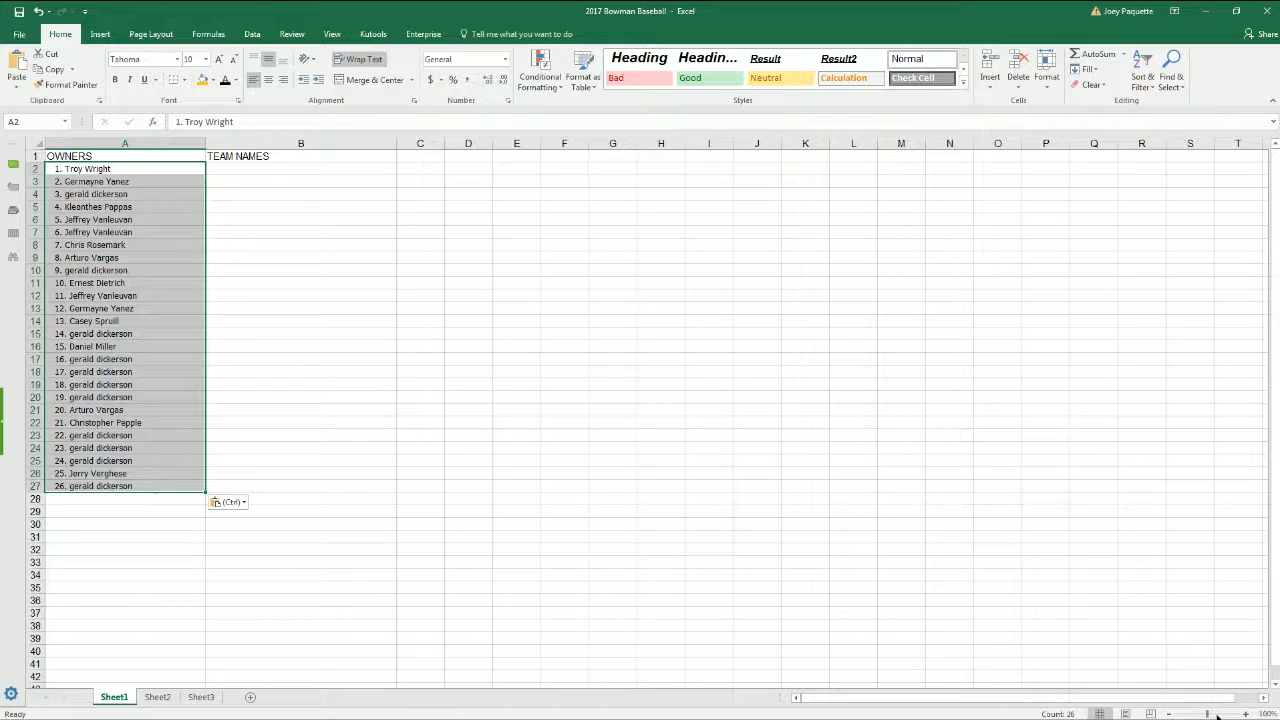 2017 Bowman Baseball - Excel
Joey Paquette
File Home Insert Page Layout Formulas Data Review View Kutools Enterprise Tell me what you want to do
Share
Paste
Cut
Copy
Format Painter
Clipboard
Tahoma 10
B I U
Font
Wrap Text
Merge & Center
Alignment
General
$ % ,
Number
Conditional Formatting
Format as Table
Heading Headin... Result Result2 Normal
Bad Good Neutral Calculation Check Cell
Styles
Insert Delete Format
Cells
AutoSum
Fill
Clear
Sort & Filter
Find & Select
Editing
A2
fx
1. Troy Wright
A B C D E F G H I J K L M N O P Q R S T
1 OWNERS TEAM NAMES
2 1. Troy Wright
3 2. Germayne Yanez
4 3. gerald dickerson
5 4. Kleanthes Pappas
6 5. Jeffrey Vanleuvan
7 6. Jeffrey Vanleuvan
8 7. Chris Rosemark
9 8. Arturo Vargas
10 9. gerald dickerson
11 10. Ernest Dietrich
12 11. Jeffrey Vanleuvan
13 12. Germayne Yanez
14 13. Casey Spruill
15 14. gerald dickerson
16 15. Daniel Miller
17 16. gerald dickerson
18 17. gerald dickerson
19 18. gerald dickerson
20 19. gerald dickerson
21 20. Arturo Vargas
22 21. Christopher Pepple
23 22. gerald dickerson
24 23. gerald dickerson
25 24. gerald dickerson
26 25. Jerry Verghese
27 26. gerald dickerson
28 (Ctrl)
29
30
31
32
33
34
35
36
37
38
39
40
41
42
Sheet1 Sheet2 Sheet3
Ready
Count: 26
100%